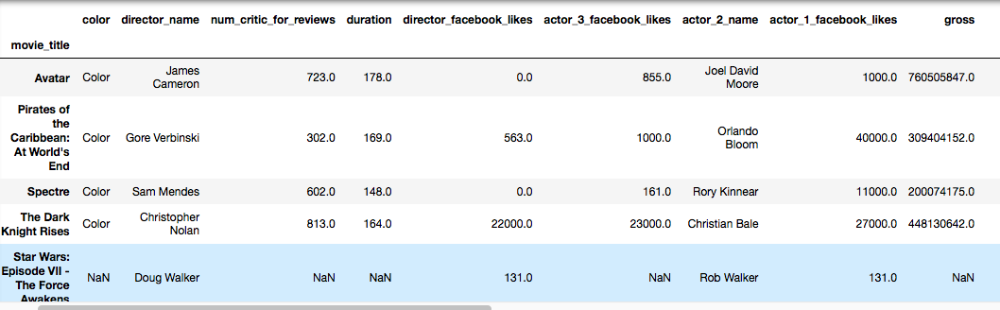 color director_name num_critic_for_reviews duration director_facebook_likes actor_3_facebook_likes actor_2_name actor_1_facebook_likes gross
movie_title
Avatar Color James Cameron 723.0 178.0 0.0 855.0 Joel David Moore 1000.0 760505847.0
Pirates of the Caribbean: At World's End Color Gore Verbinski 302.0 169.0 563.0 1000.0 Orlando Bloom 40000.0 309404152.0
Spectre Color Sam Mendes 602.0 148.0 0.0 161.0 Rory Kinnear 11000.0 200074175.0
The Dark Knight Rises Color Christopher Nolan 813.0 164.0 22000.0 23000.0 Christian Bale 27000.0 448130642.0
Star Wars: Episode VII - The Force Awakens NaN Doug Walker NaN NaN 131.0 NaN Rob Walker 131.0 NaN